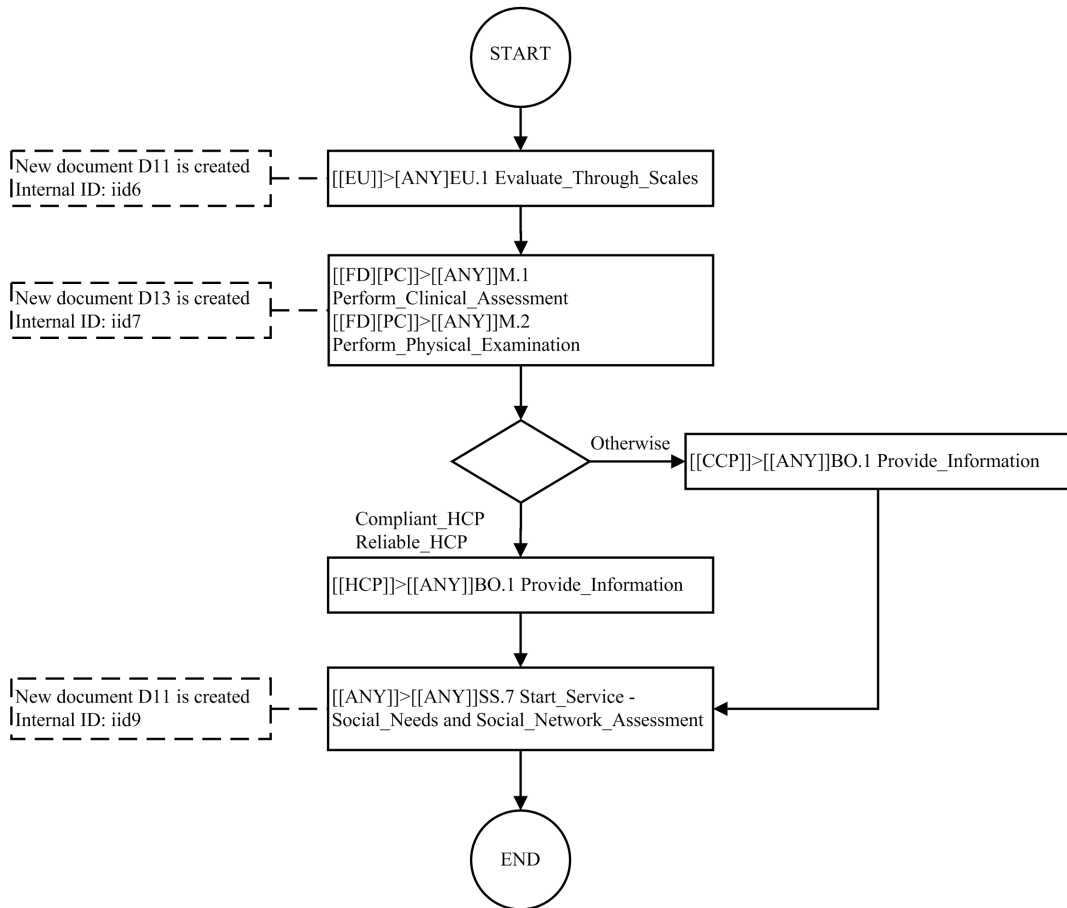 START
New document D11 is created
Internal ID: iid6
[[EU]]>[ANY]EU.1 Evaluate_Through_Scales
New document D13 is created
Internal ID: iid7
[[FD][PC]]>[[ANY]]M.1
Perform_Clinical_Assessment
[[FD][PC]]>[[ANY]]M.2
Perform_Physical_Examination
Otherwise
[[CCP]]>[[ANY]]BO.1 Provide_Information
Compliant_HCP
Reliable_HCP
[[HCP]]>[[ANY]]BO.1 Provide_Information
New document D11 is created
Internal ID: iid9
[[ANY]]>[[ANY]]SS.7 Start_Service -
Social_Needs and Social_Network_Assessment
END